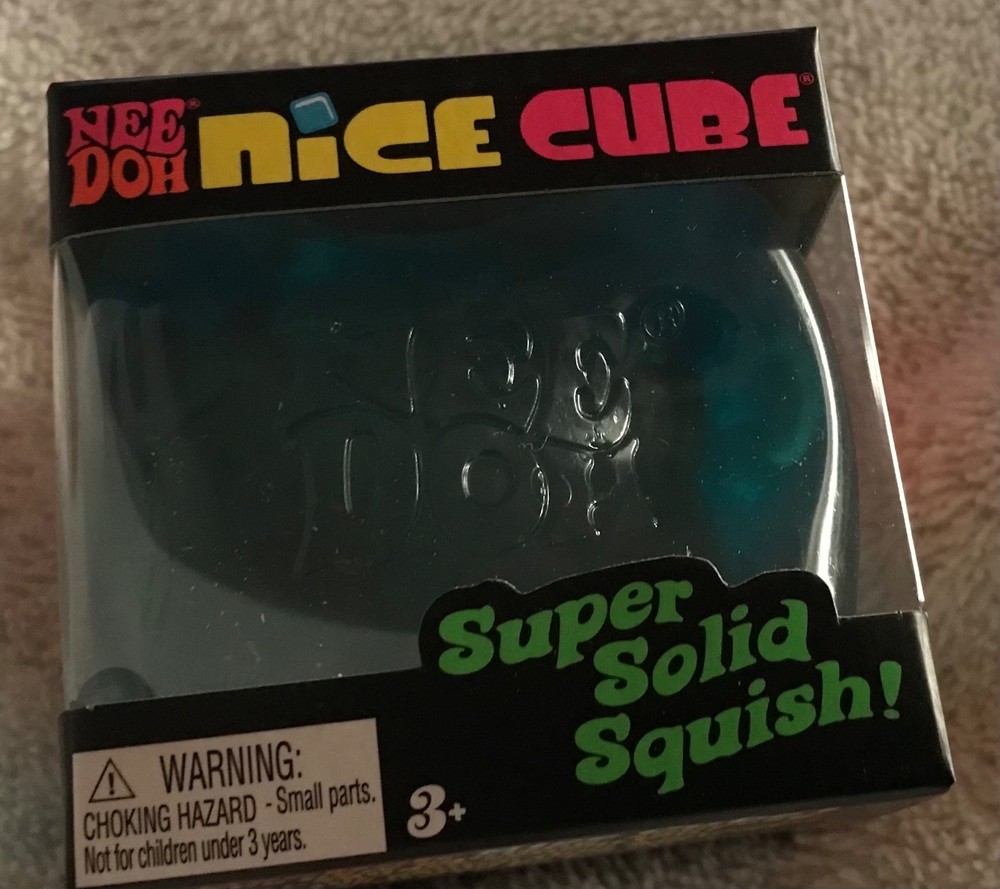 NEE® NiCE CUBE®
DOH
Nee®
Doh
Super
Solid
Squish!
WARNING:
CHOKING HAZARD - Small parts.
Not for children under 3 years.
3+